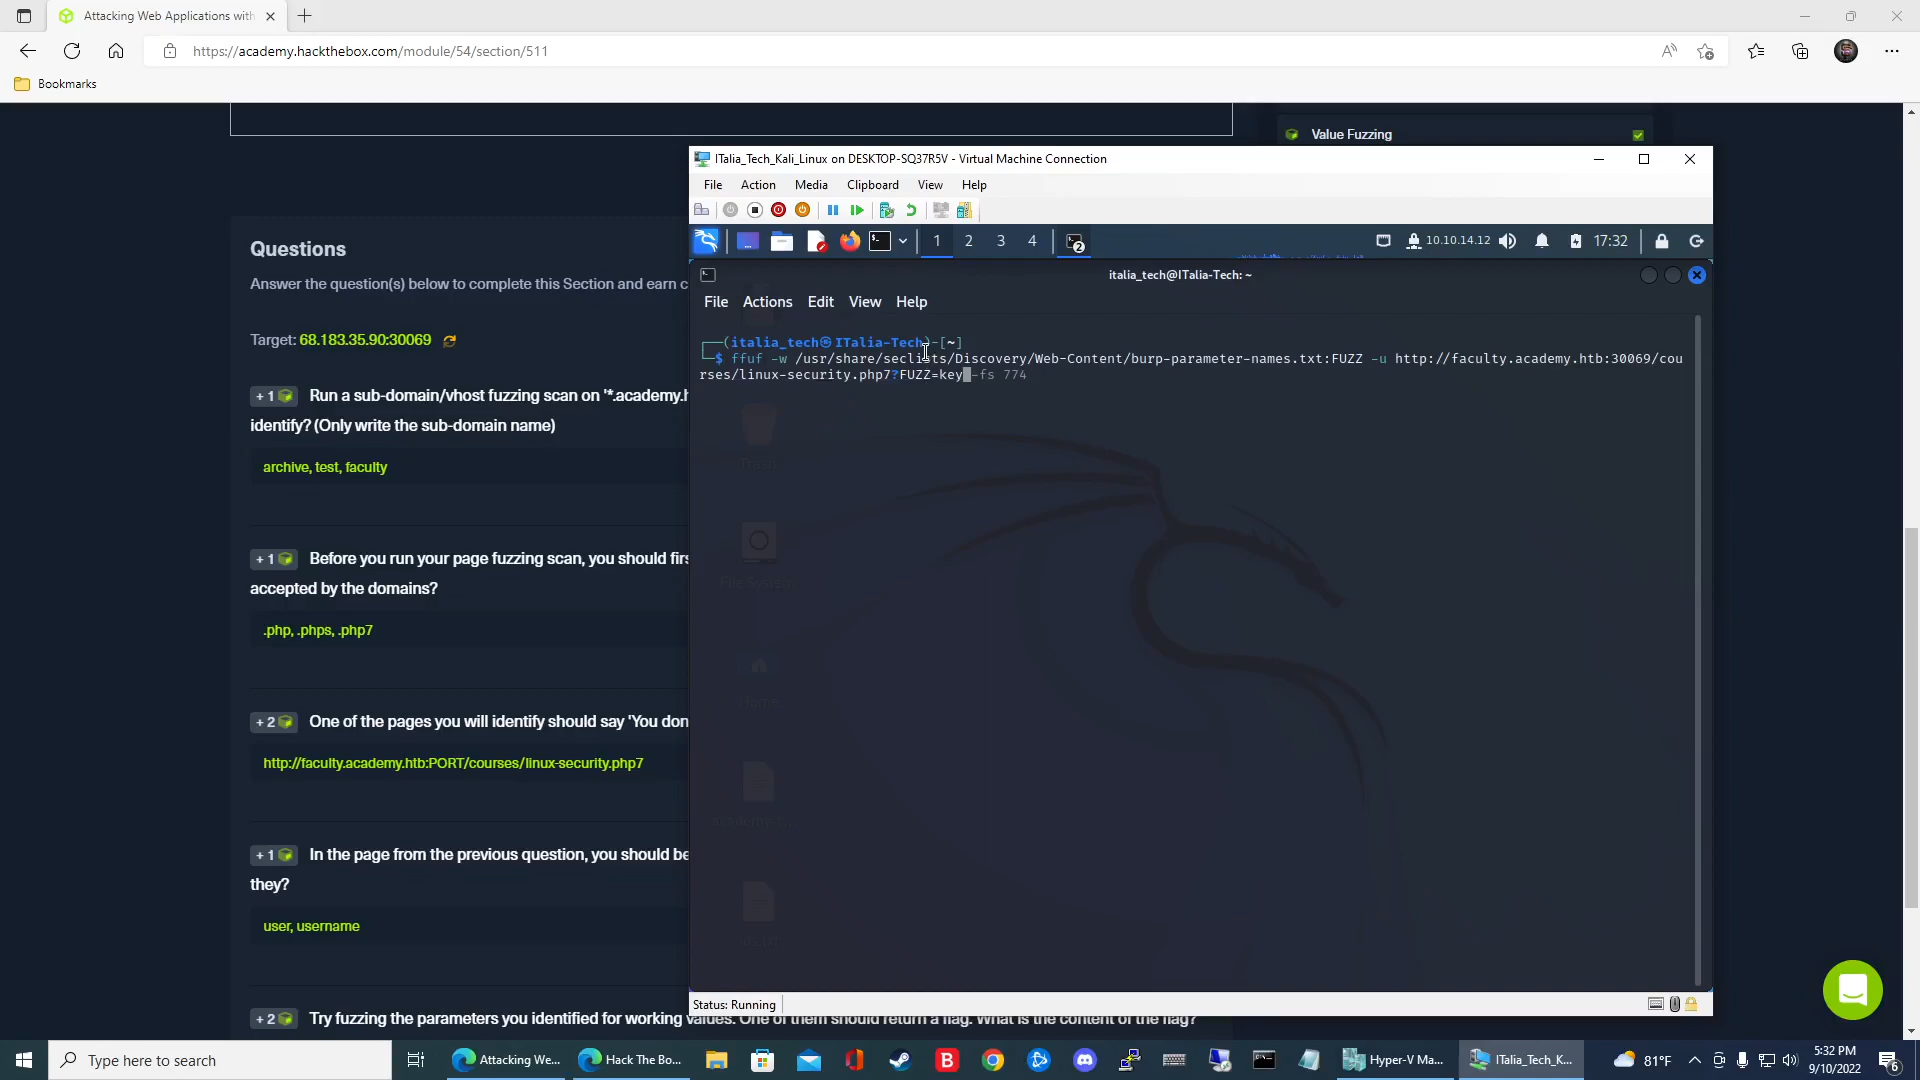 Attacking Web Applications with
https://academy.hackthebox.com/module/54/section/511
Bookmarks
Value Fuzzing
ITalia_Tech_Kali_Linux on DESKTOP-SQ37R5V - Virtual Machine Connection
File Action Media Clipboard View Help
1 2 3 4 10.10.14.12 17:32
italia_tech@ITalia-Tech: ~
File Actions Edit View Help
┌──(italia_tech㉿ITalia-Tech)-[~]
└─$ ffuf -w /usr/share/seclists/Discovery/Web-Content/burp-parameter-names.txt:FUZZ -u http://faculty.academy.htb:30069/cou
rses/linux-security.php7?FUZZ=key -fs 774
Trash
File System
Home
Status: Running
Questions
Answer the question(s) below to complete this Section and earn c
Target: 68.183.35.90:30069
+ 1 Run a sub-domain/vhost fuzzing scan on '*.academy.h
identify? (Only write the sub-domain name)
archive, test, faculty
+ 1 Before you run your page fuzzing scan, you should firs
accepted by the domains?
.php, .phps, .php7
+ 2 One of the pages you will identify should say 'You don
http://faculty.academy.htb:PORT/courses/linux-security.php7
+ 1 In the page from the previous question, you should be
they?
user, username
+ 2 Try fuzzing the parameters you identified for working values. One of them should return a flag. What is the content of the flag?
Type here to search
Attacking We...
Hack The Bo...
Hyper-V Ma...
ITalia_Tech_K...
81°F
5:32 PM
9/10/2022
6